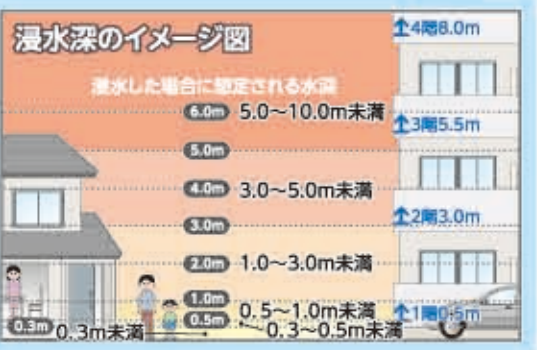 浸水深のイメージ図
↑4階8.0m
浸水した場合に想定される水深
6.0m 5.0～10.0m未満
↑3階5.5m
5.0m
4.0m 3.0～5.0m未満
↑2階3.0m
3.0m
2.0m 1.0～3.0m未満
1.0m
0.5～1.0m未満
↑1階0.5m
0.5m
0.3～0.5m未満
0.3m 0.3m未満